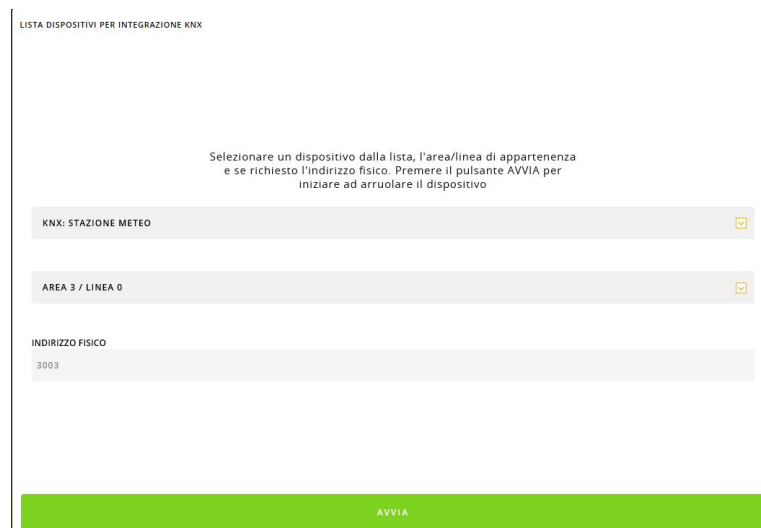 LISTA DISPOSITIVI PER INTEGRAZIONE KNX
Selezionare un dispositivo dalla lista, l'area/linea di appartenenza
e se richiesto l'indirizzo fisico. Premere il pulsante AVVIA per
iniziare ad arruolare il dispositivo
KNX: STAZIONE METEO
AREA 3 / LINEA 0
INDIRIZZO FISICO
3003
AVVIA